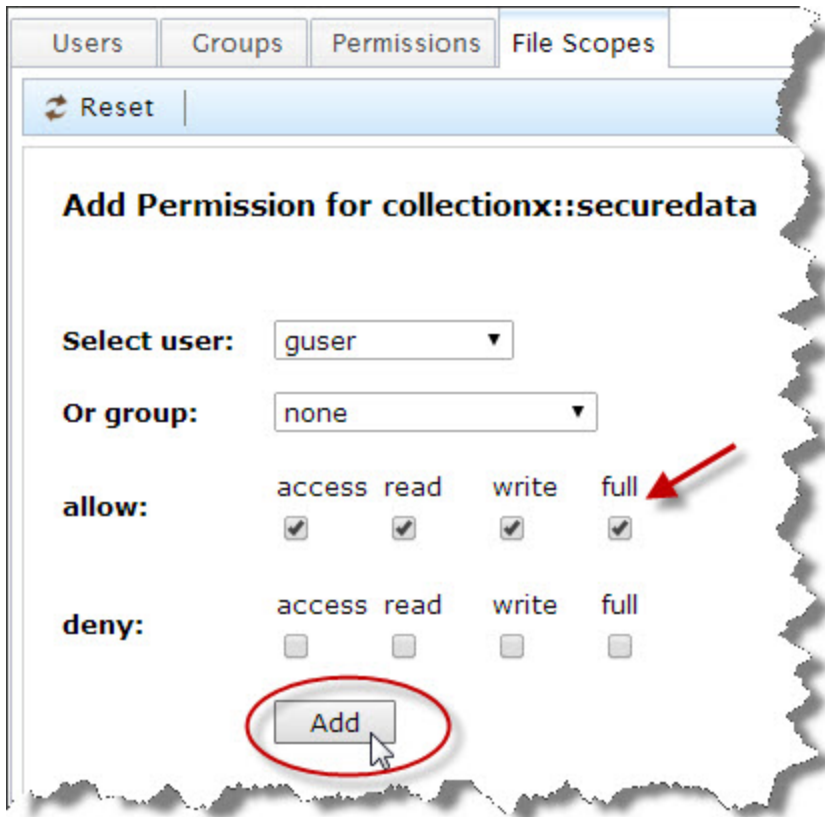 Users Groups Permissions File Scopes
Reset
Add Permission for collectionx::securedata
Select user: guser
Or group: none
access read write full
allow:
access read write full
deny:
Add